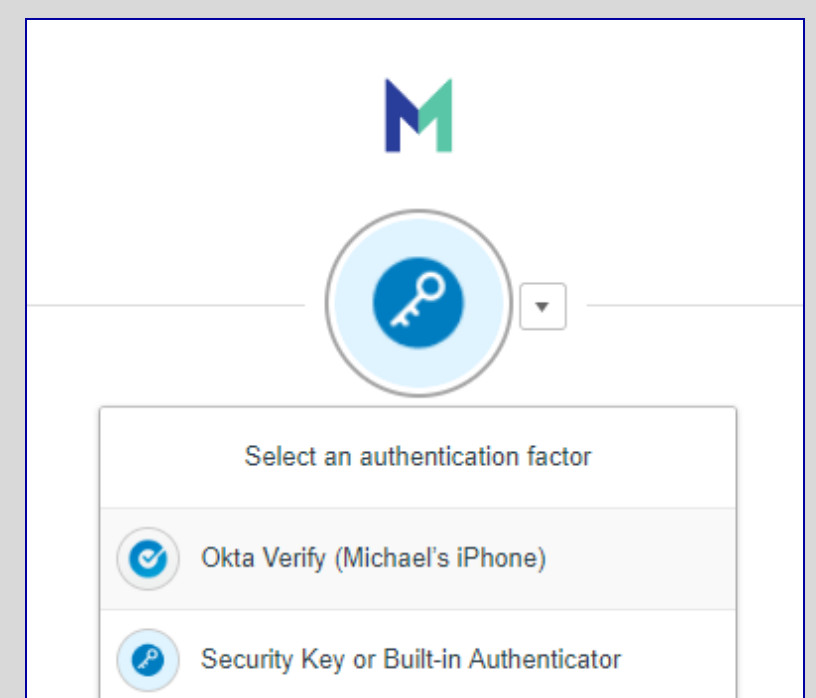 Select an authentication factor
Okta Verify (Michael's iPhone)
Security Key or Built-in Authenticator